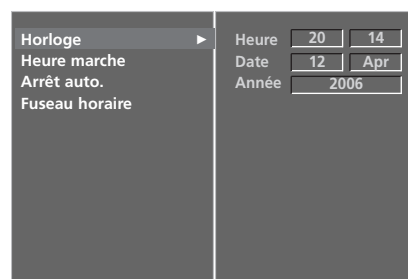 Horloge ►
Heure marche
Arrêt auto.
Fuseau horaire
Heure 20 14
Date 12 Apr
Année 2006